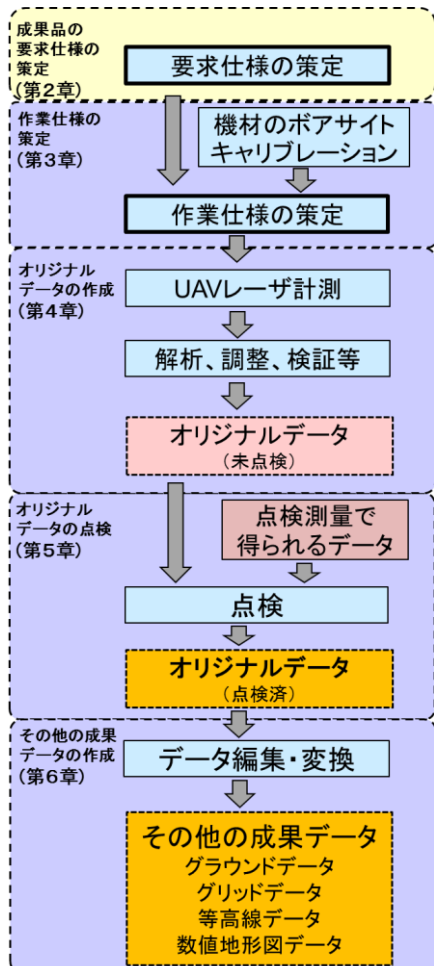 成果品の
要求仕様の
策定
(第2章)
要求仕様の策定
作業仕様の
策定
(第3章)
機材のボアサイト
キャリブレーション
作業仕様の策定
オリジナル
データの作成
(第4章)
UAVレーザ計測
解析、調整、検証等
オリジナルデータ
(未点検)
オリジナル
データの点検
(第5章)
点検測量で
得られるデータ
点検
オリジナルデータ
(点検済)
その他の成果
データの作成
(第6章)
データ編集・変換
その他の成果データ
グラウンドデータ
グリッドデータ
等高線データ
数値地形図データ